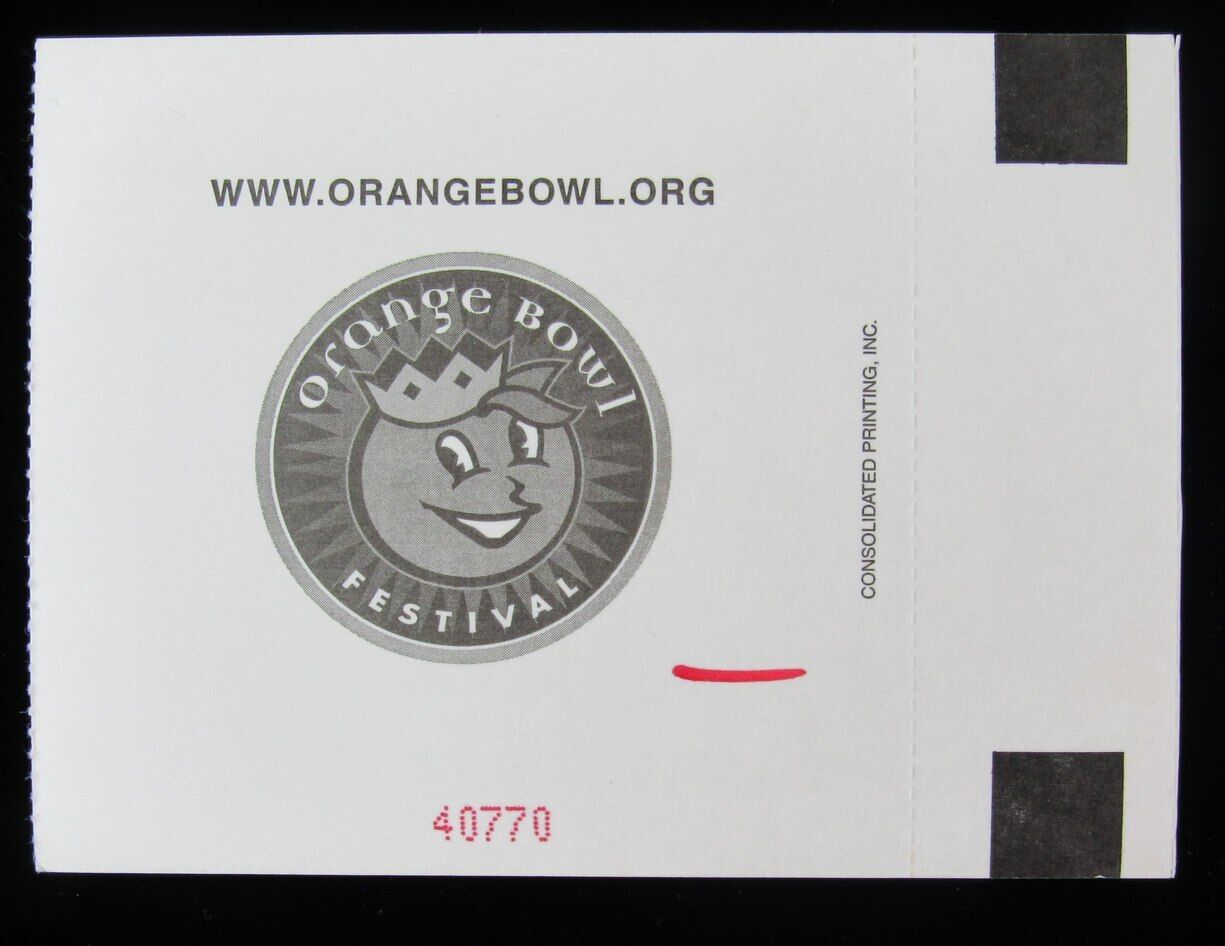 WWW.ORANGEBOWL.ORG
Orange Bowl
FESTIVAL
CONSOLIDATED PRINTING, INC.
40770